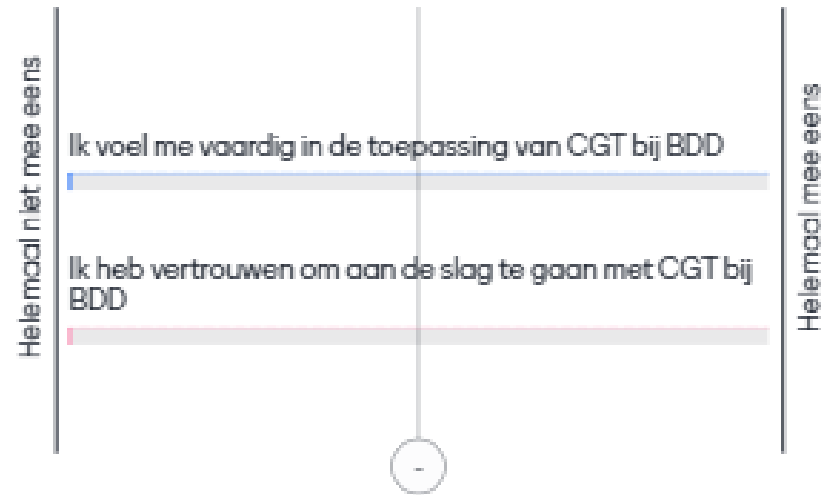 Helemaal niet mee eens
Ik voel me vaardig in de toepassing van CGT bij BDD
Ik heb vertrouwen om aan de slag te gaan met CGT bij
BDD
Helemaal mee eens
-